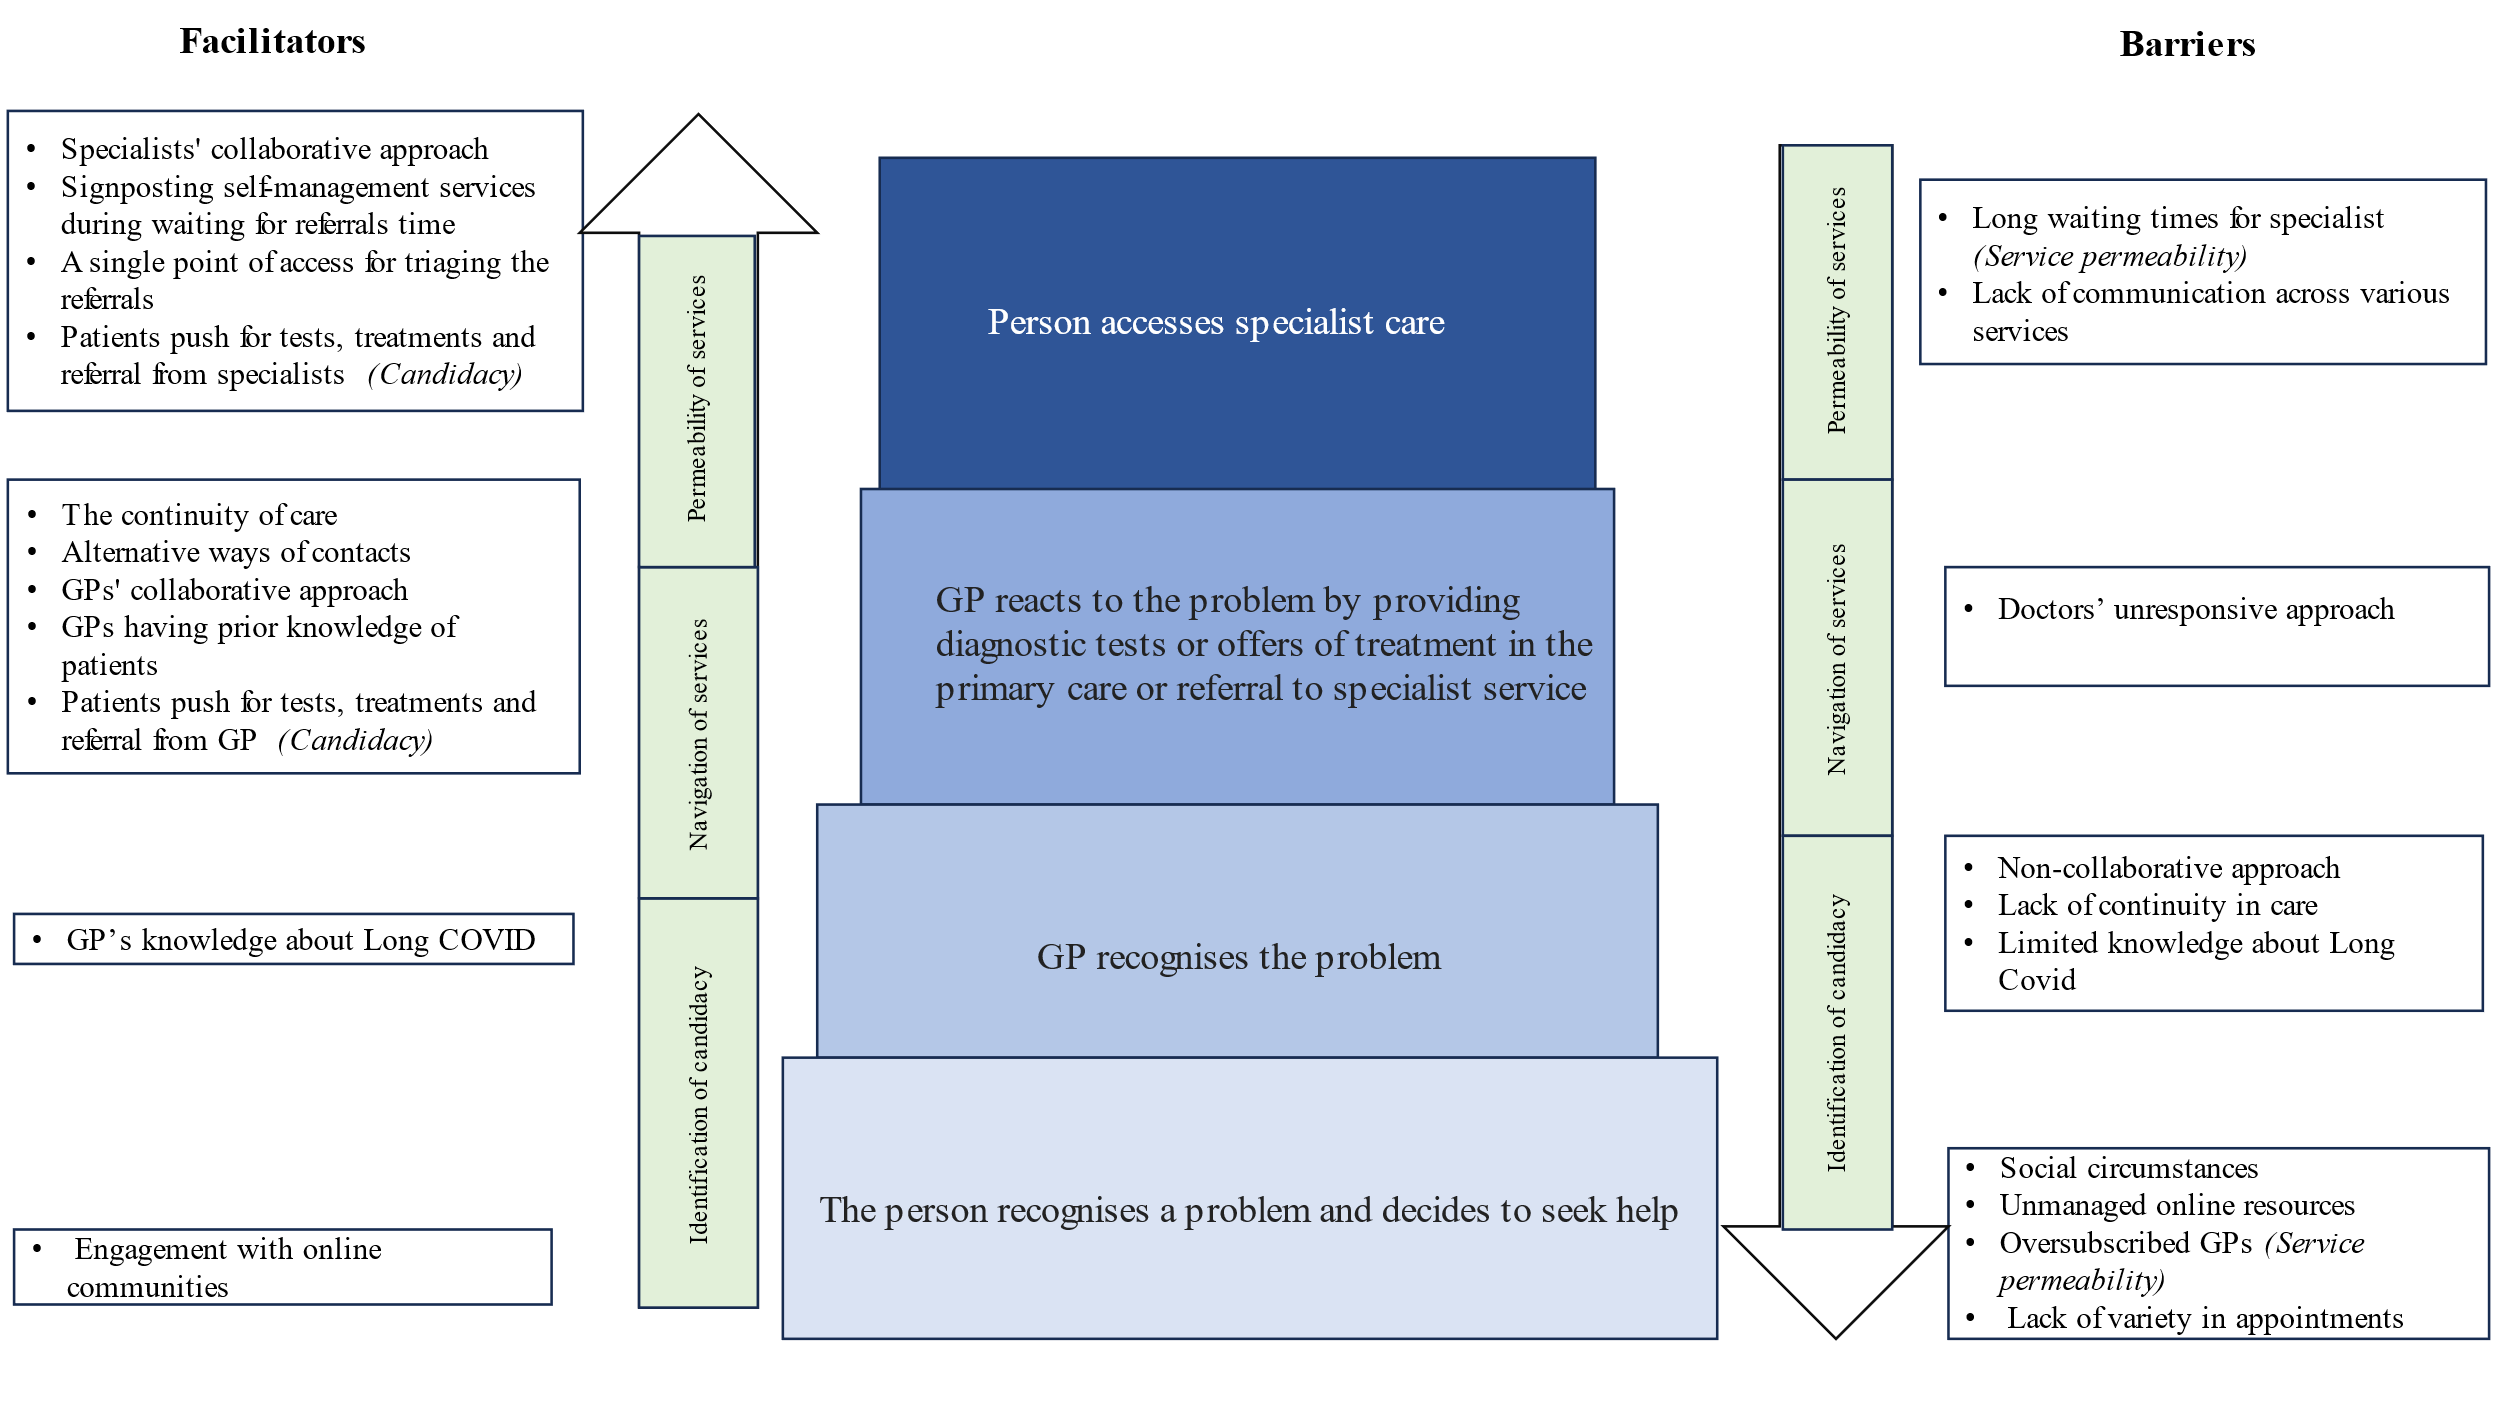 Facilitators
Barriers
• Specialists' collaborative approach
• Signposting self-management services
during waiting for referrals time
• A single point of access for triaging the
referrals
• Patients push for tests, treatments and
referral from specialists (Candidacy)
• The continuity of care
• Alternative ways of contacts
• GPs' collaborative approach
• GPs having prior knowledge of
patients
• Patients push for tests, treatments and
referral from GP (Candidacy)
• GP’s knowledge about Long COVID
• Engagement with online
communities
Permeability of services
Navigation of services
Identification of candidacy
Person accesses specialist care
GP reacts to the problem by providing
diagnostic tests or offers of treatment in the
primary care or referral to specialist service
GP recognises the problem
The person recognises a problem and decides to seek help
Permeability of services
Navigation of services
Identification of candidacy
• Long waiting times for specialist
(Service permeability)
• Lack of communication across various
services
• Doctors’ unresponsive approach
• Non-collaborative approach
• Lack of continuity in care
• Limited knowledge about Long
Covid
• Social circumstances
• Unmanaged online resources
• Oversubscribed GPs (Service
permeability)
• Lack of variety in appointments